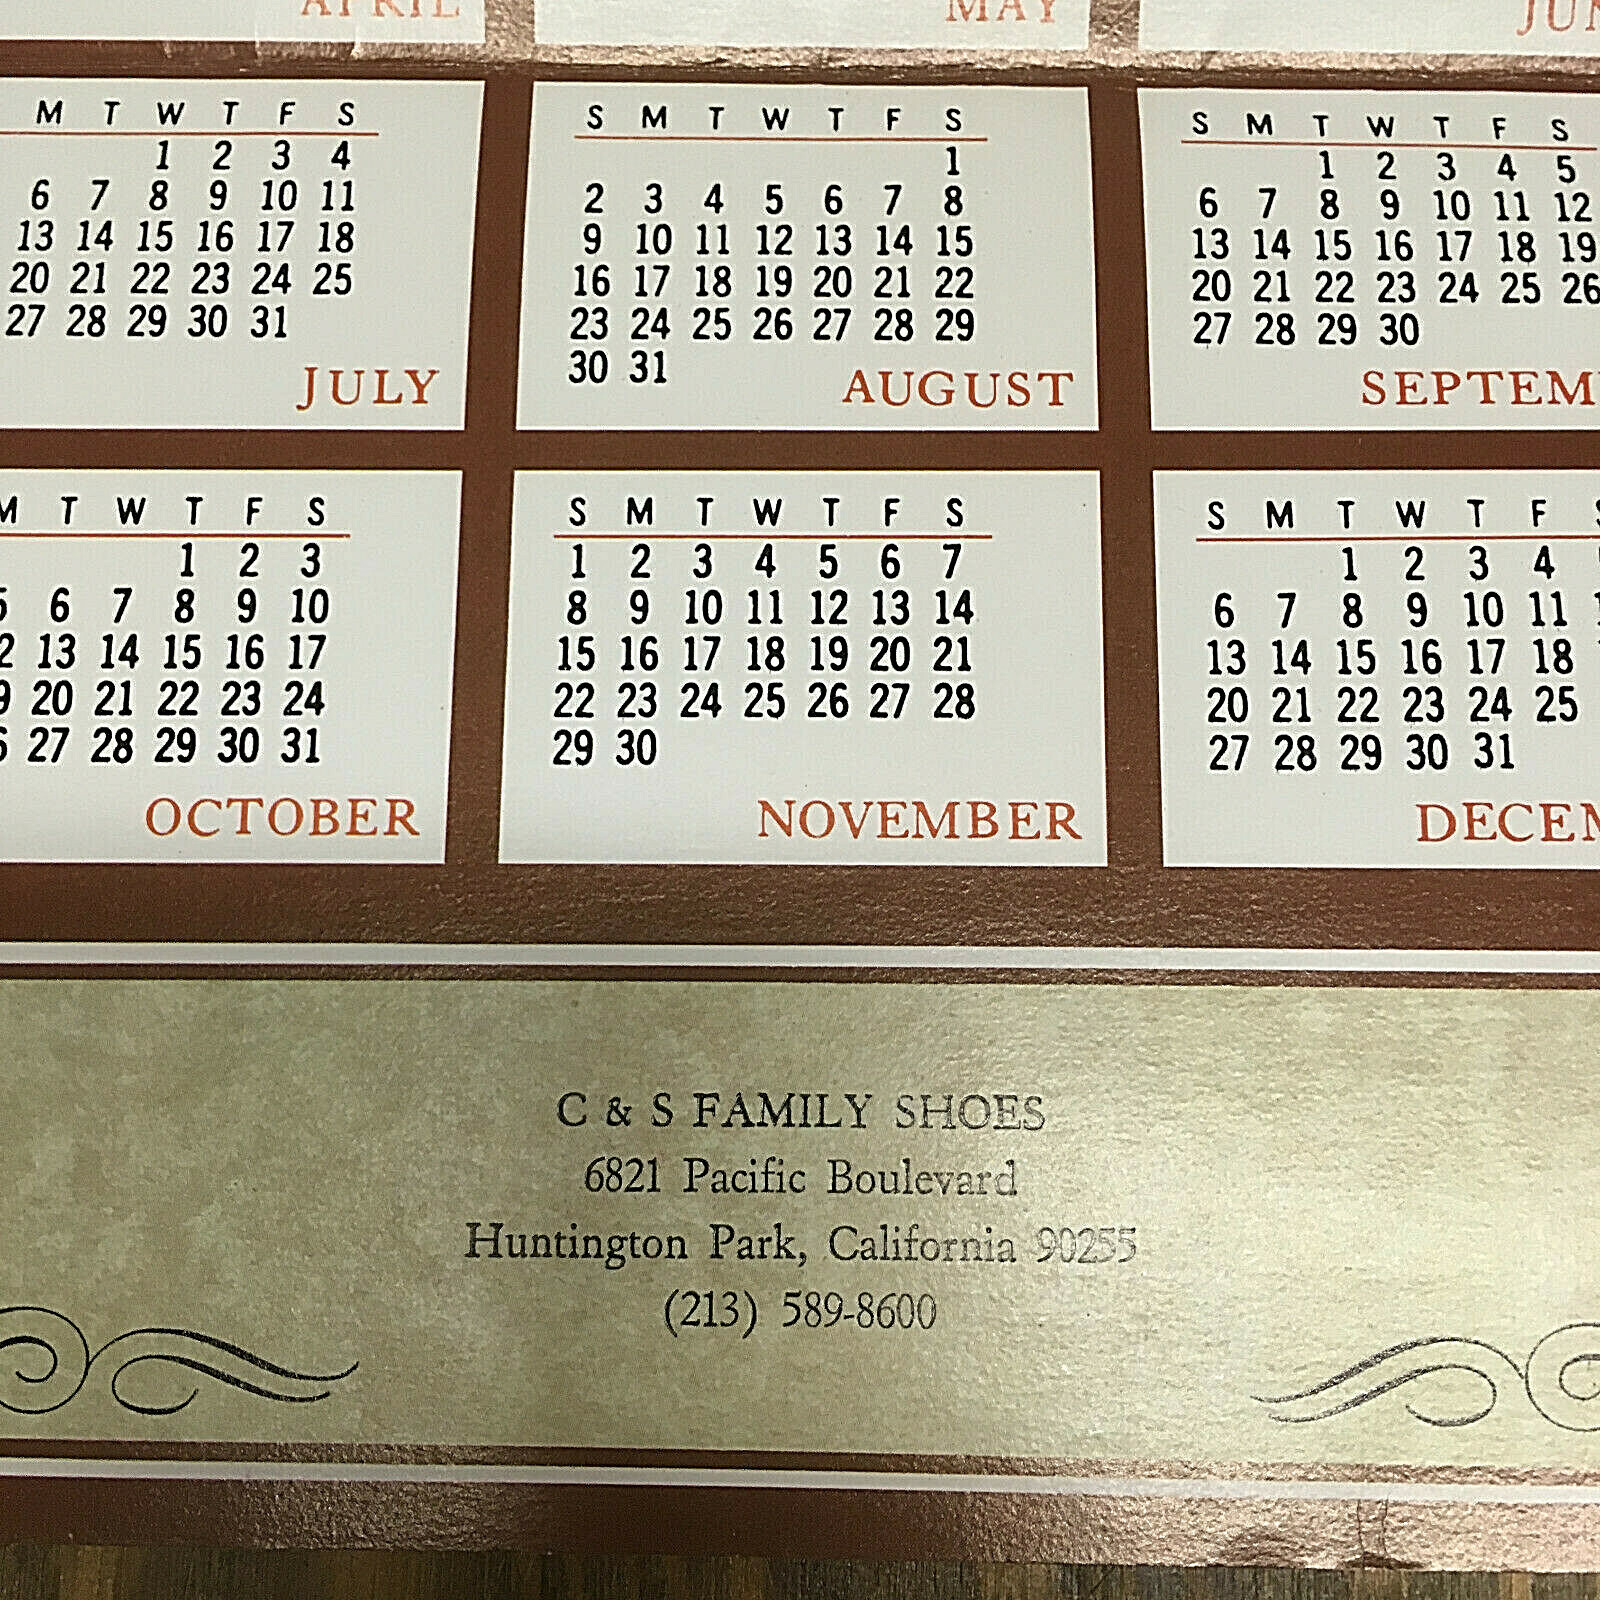 APRIL
MAY
M T W T F S
1 2 3 4
6 7 8 9 10 11
13 14 15 16 17 18
20 21 22 23 24 25
27 28 29 30 31
JULY
S M T W T F S
1
2 3 4 5 6 7 8
9 10 11 12 13 14 15
16 17 18 19 20 21 22
23 24 25 26 27 28 29
30 31
AUGUST
S M T W T F S
1 2 3 4 5
6 7 8 9 10 11 12
13 14 15 16 17 18 19
20 21 22 23 24 25 26
27 28 29 30
SEPTEM
M T W T F S
1 2 3
5 6 7 8 9 10
2 13 14 15 16 17
9 20 21 22 23 24
6 27 28 29 30 31
OCTOBER
S M T W T F S
1 2 3 4 5 6 7
8 9 10 11 12 13 14
15 16 17 18 19 20 21
22 23 24 25 26 27 28
29 30
NOVEMBER
S M T W T F S
1 2 3 4
6 7 8 9 10 11
13 14 15 16 17 18
20 21 22 23 24 25
27 28 29 30 31
DECEM
C & S FAMILY SHOES
6821 Pacific Boulevard
Huntington Park, California 90255
(213) 589-8600